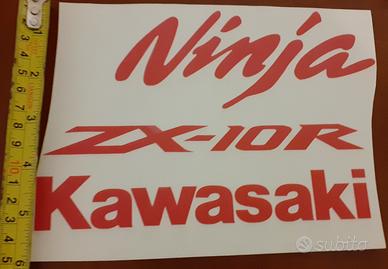 Ninja
ZX-10R
Kawasaki
subito